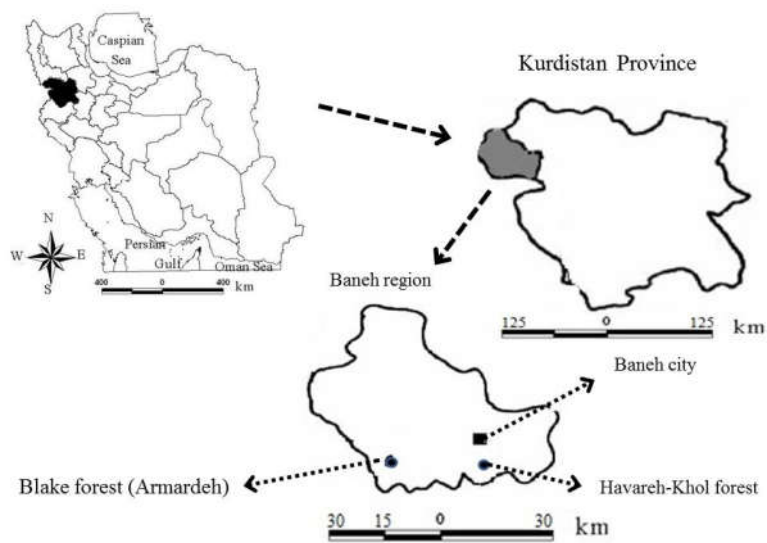 Caspian
Sea
Kurdistan Province
N
W E
S
Persian
Gulf
Oman Sea
400 0 400
km
Baneh region
125 0 125
km
Baneh city
Blake forest (Armardeh)
Havareh-Khol forest
30 15 0 30
km